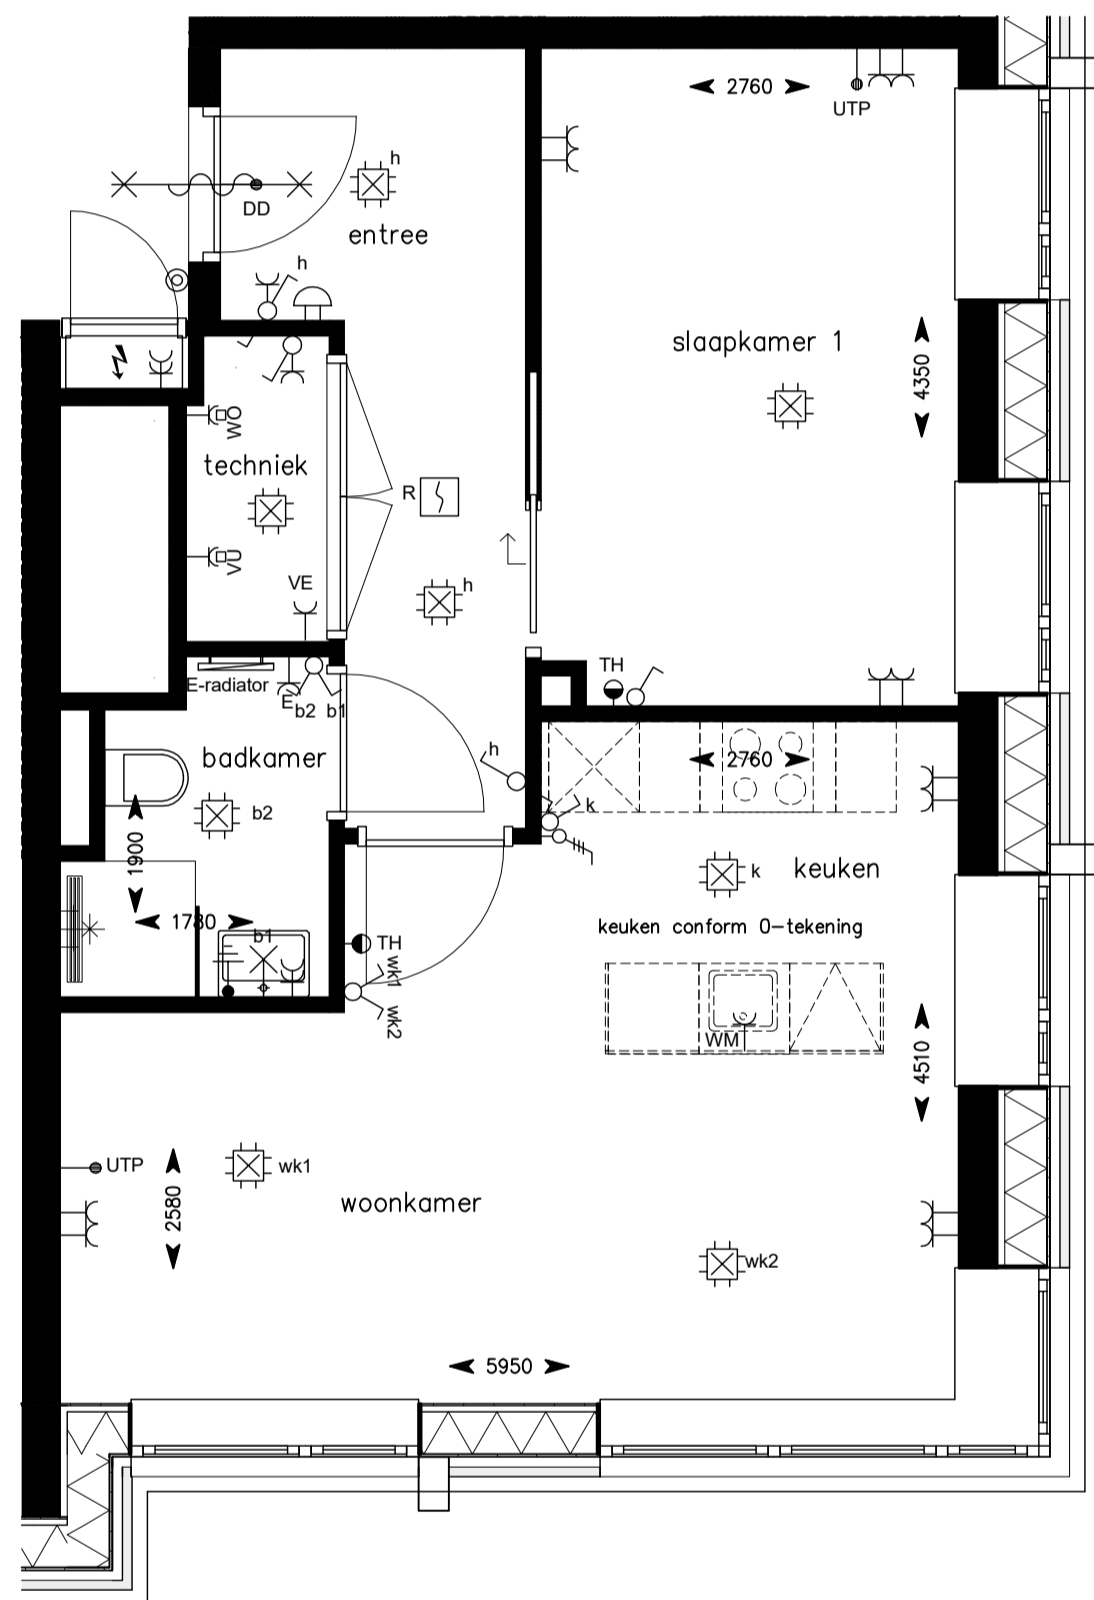 2760
UTP
h
DD
entree
h
slaapkamer 1
4350
WO
techniek
R
VU
VE
h
TH
E-radiator
E
b2 b1
h
badkamer
2760
b2
k
1900
k
keuken
1780
keuken conform 0-tekening
b1
TH
wk1
wk2
WM
4510
UTP
wk1
2580
woonkamer
wk2
5950